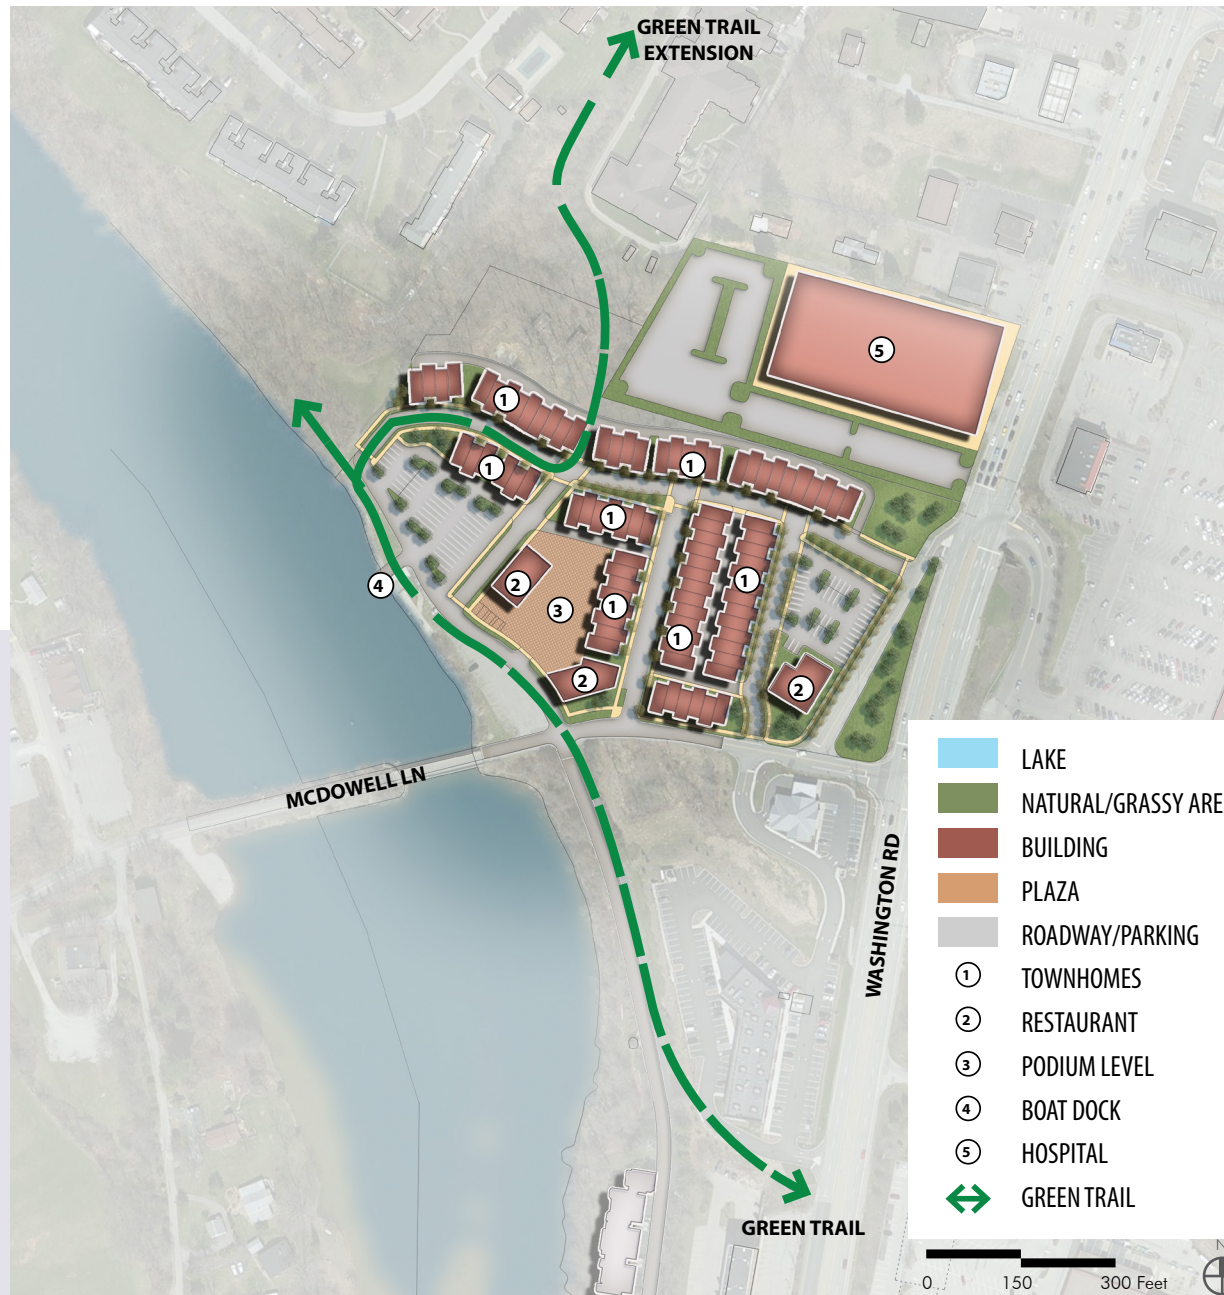 GREEN TRAIL
EXTENSION
5
1
1
1
1
2
1
4
3
1
1
2
2
MCDOWELL LN
WASHINGTON RD
GREEN TRAIL
LAKE
NATURAL/GRASSY ARE
BUILDING
PLAZA
ROADWAY/PARKING
1 TOWNHOMES
2 RESTAURANT
3 PODIUM LEVEL
4 BOAT DOCK
5 HOSPITAL
GREEN TRAIL
N
0 150 300 Feet